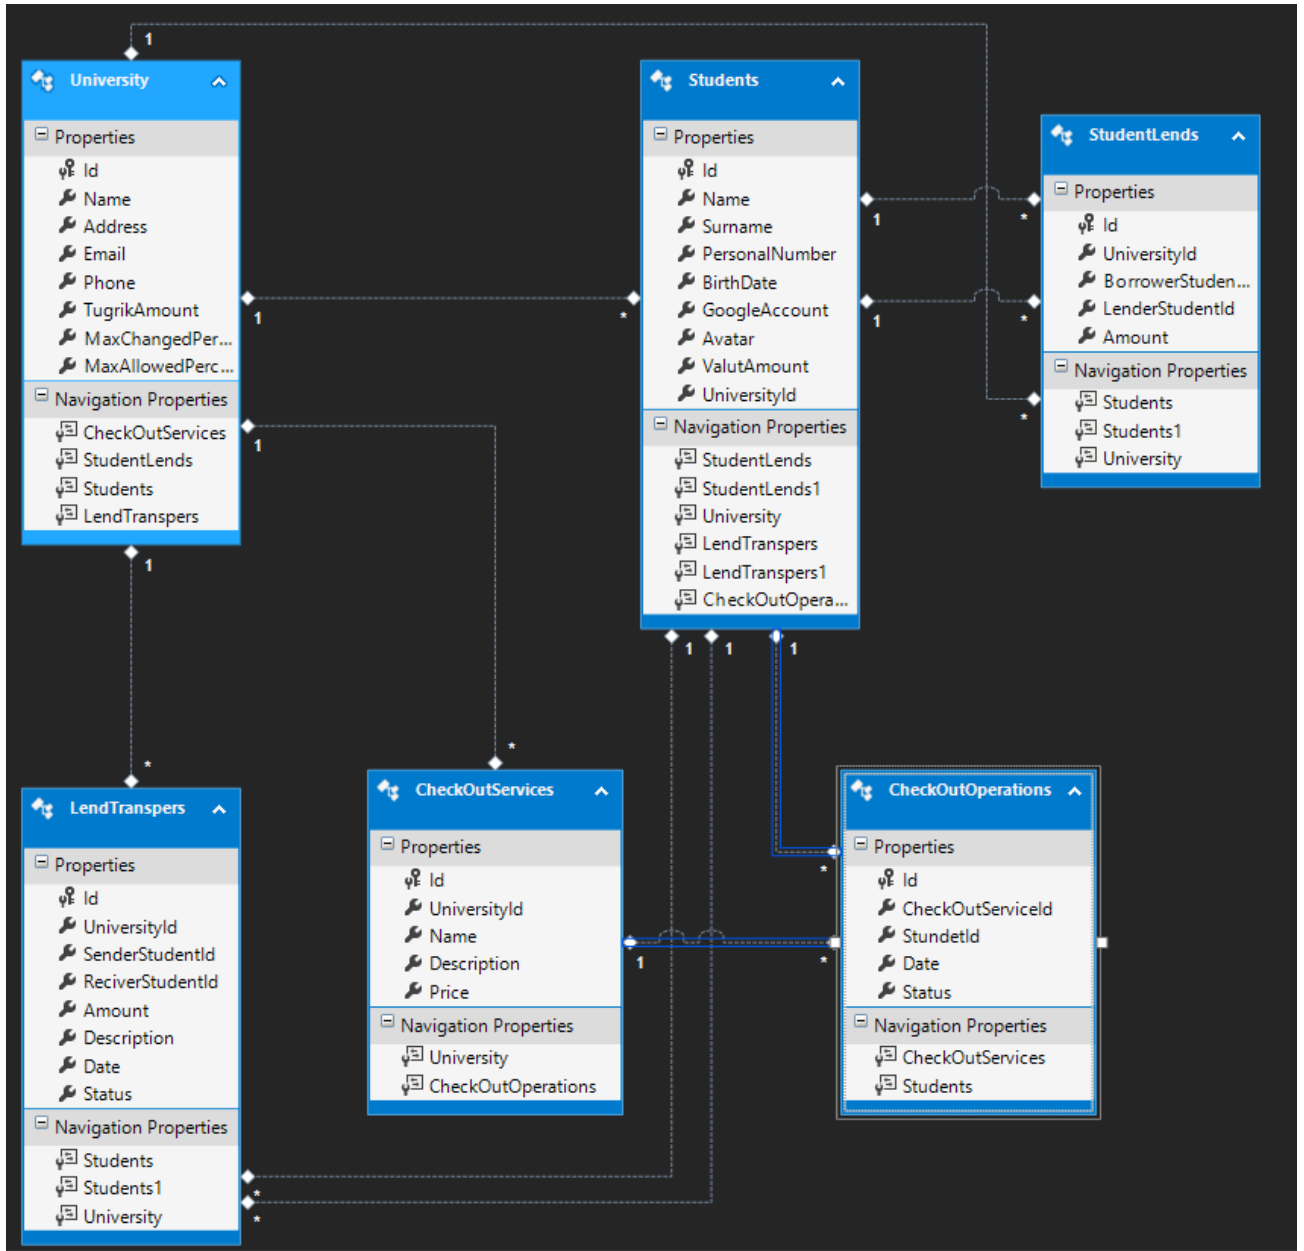 University
Properties
Id
Name
Address
Email
Phone
TugrikAmount
MaxChangedPer...
MaxAllowedPerc...
Navigation Properties
CheckOutServices
StudentLends
Students
LendTranspers
Students
Properties
Id
Name
Surname
PersonalNumber
BirthDate
GoogleAccount
Avatar
ValutAmount
UniversityId
Navigation Properties
StudentLends
StudentLends1
University
LendTranspers
LendTranspers1
CheckOutOpera...
StudentLends
Properties
Id
UniversityId
BorrowerStuden...
LenderStudentId
Amount
Navigation Properties
Students
Students1
University
LendTranspers
Properties
Id
UniversityId
SenderStudentId
ReciverStudentId
Amount
Description
Date
Status
Navigation Properties
Students
Students1
University
CheckOutServices
Properties
Id
UniversityId
Name
Description
Price
Navigation Properties
University
CheckOutOperations
CheckOutOperations
Properties
Id
CheckOutServiceId
StundetId
Date
Status
Navigation Properties
CheckOutServices
Students
1
*
1
*
1
*
1
*
1
*
1
*
1
*
1
*
1
*
1
*